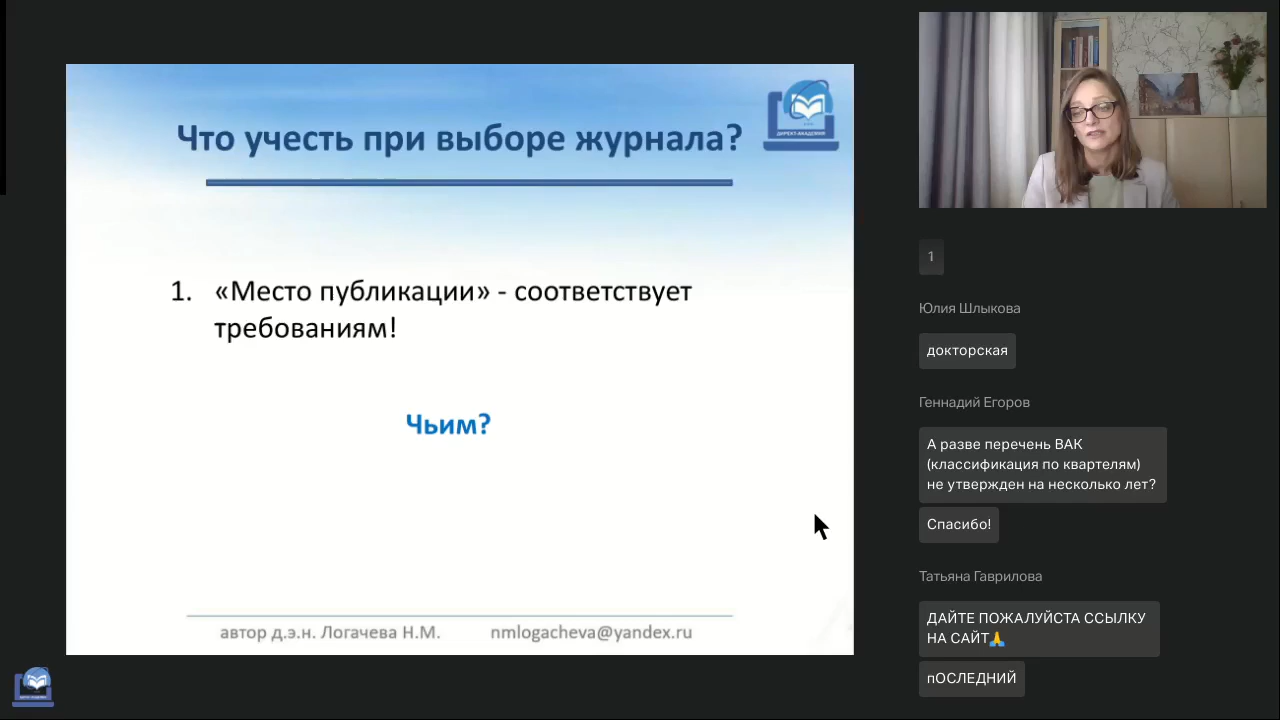 Что учесть при выборе журнала?
ДИРЕКТ-АКАДЕМИЯ
1. «Место публикации» - соответствует
требованиям!
Чьим?
автор д.э.н. Логачева Н.М. nmlogacheva@yandex.ru
1
Юлия Шлыкова
докторская
Геннадий Егоров
А разве перечень ВАК
(классификация по квартелям)
не утвержден на несколько лет?
Спасибо!
Татьяна Гаврилова
ДАЙТЕ ПОЖАЛУЙСТА ССЫЛКУ
НА САЙТ🙏
пОСЛЕДНИЙ